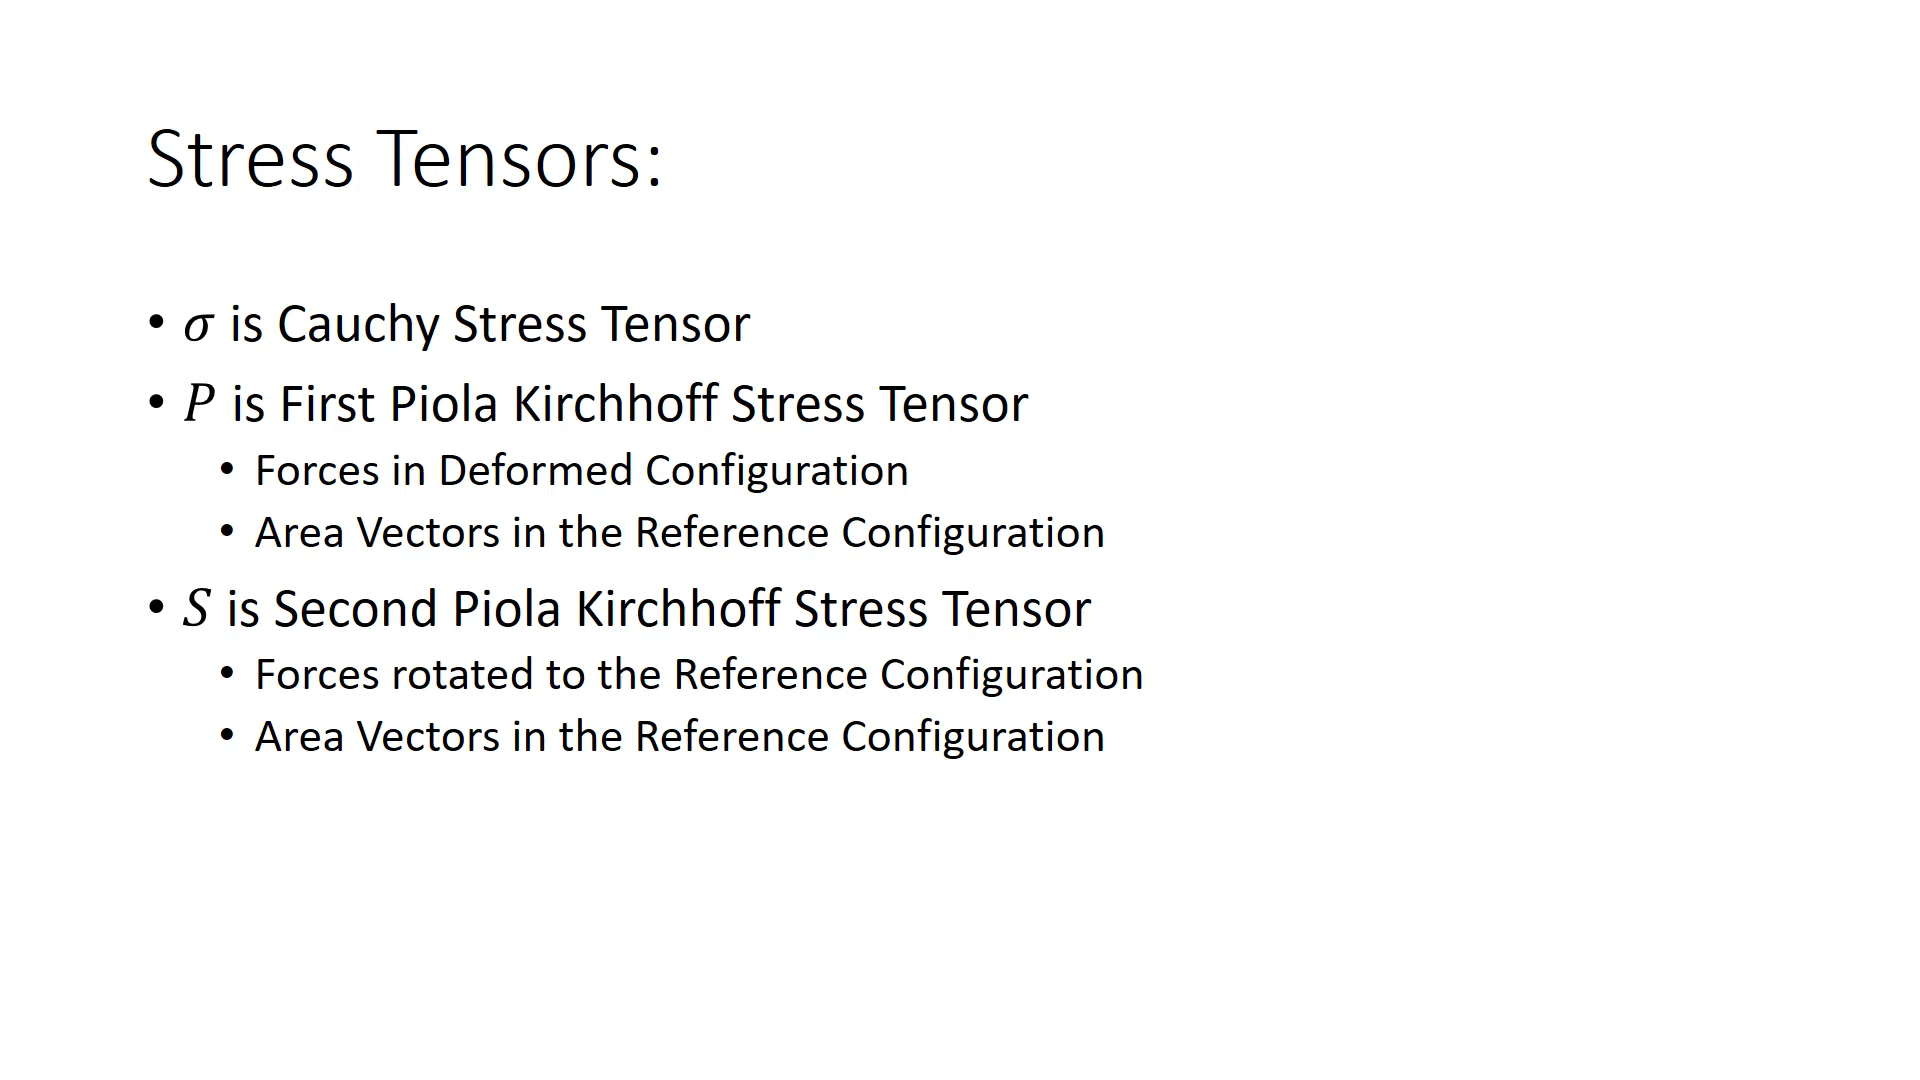 Stress Tensors:
• σ is Cauchy Stress Tensor
• P is First Piola Kirchhoff Stress Tensor
• Forces in Deformed Configuration
• Area Vectors in the Reference Configuration
• S is Second Piola Kirchhoff Stress Tensor
• Forces rotated to the Reference Configuration
• Area Vectors in the Reference Configuration